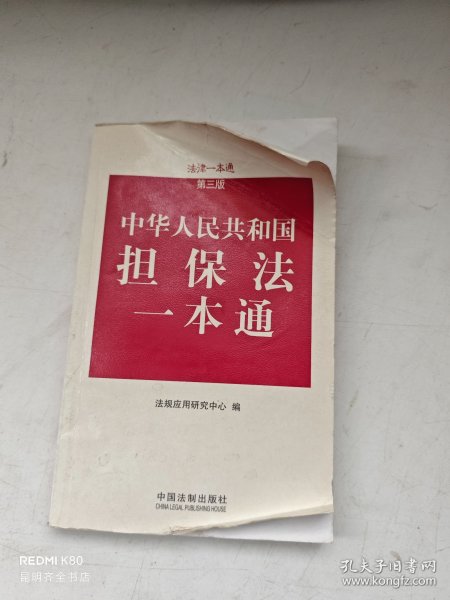 法律一本通
第三版
中华人民共和国
担保法
一本通
法规应用研究中心 编
中国法制出版社
CHINA LEGAL PUBLISHING HOUSE
REDMI K80
昆明齐全书店
孔夫子旧书网
www.kongfz.com